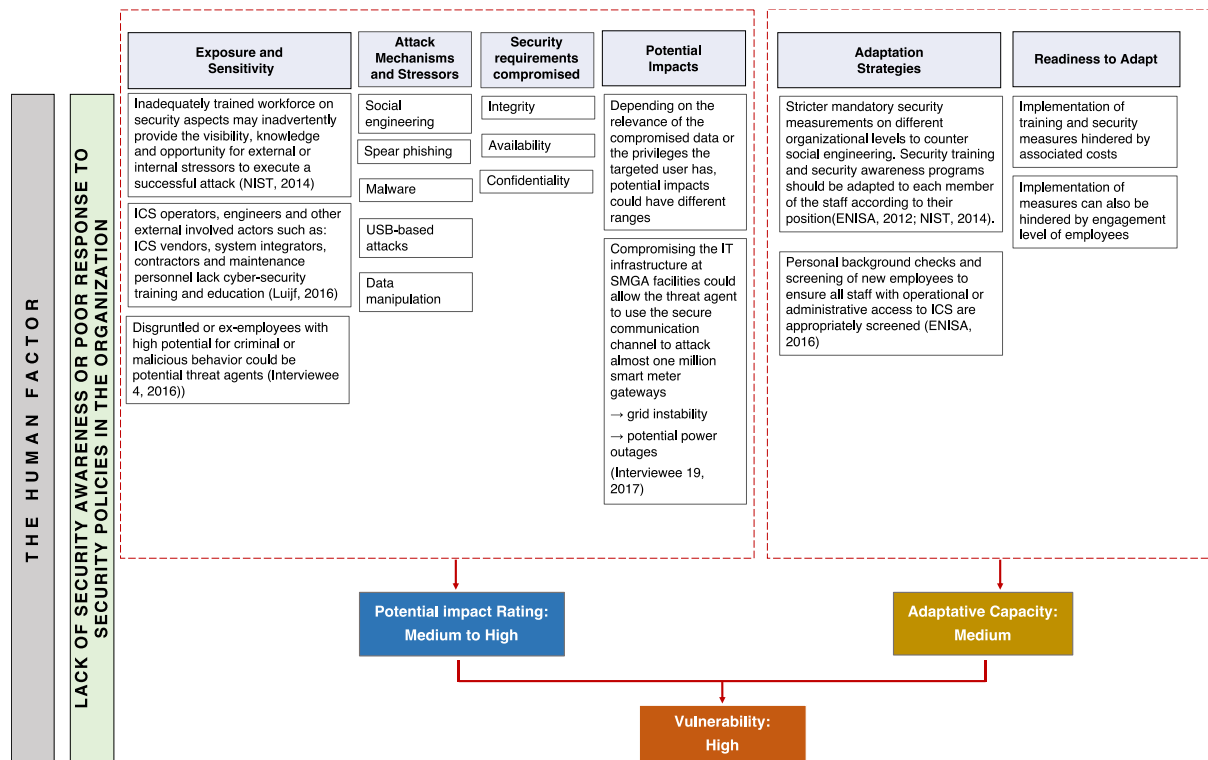 THE HUMAN FACTOR
LACK OF SECURITY AWARENESS OR POOR RESPONSE TO
SECURITY POLICIES IN THE ORGANIZATION
Exposure and
Sensitivity
Inadequately trained workforce on
security aspects may inadvertently
provide the visibility, knowledge
and opportunity for external or
internal stressors to execute a
successful attack (NIST, 2014)
ICS operators, engineers and other
external involved actors such as:
ICS vendors, system integrators,
contractors and maintenance
personnel lack cyber-security
training and education (Luijf, 2016)
Disgruntled or ex-employees with
high potential for criminal or
malicious behavior could be
potential threat agents (Interviewee
4, 2016))
Attack
Mechanisms
and Stressors
Social
engineering
Spear phishing
Malware
USB-based
attacks
Data
manipulation
Security
requirements
compromised
Integrity
Availability
Confidentiality
Potential
Impacts
Depending on the
relevance of the
compromised data or
the privileges the
targeted user has,
potential impacts
could have different
ranges
Compromising the IT
infrastructure at
SMGA facilities could
allow the threat agent
to use the secure
communication
channel to attack
almost one million
smart meter
gateways
→ grid instability
→ potential power
outages
(Interviewee 19,
2017)
Adaptation
Strategies
Stricter mandatory security
measurements on different
organizational levels to counter
social engineering. Security training
and security awareness programs
should be adapted to each member
of the staff according to their
position(ENISA, 2012; NIST, 2014).
Personal background checks and
screening of new employees to
ensure all staff with operational or
administrative access to ICS are
appropriately screened (ENISA,
2016)
Readiness to Adapt
Implementation of
training and security
measures hindered by
associated costs
Implementation of
measures can also be
hindered by engagement
level of employees
Potential impact Rating:
Medium to High
Adaptative Capacity:
Medium
Vulnerability:
High